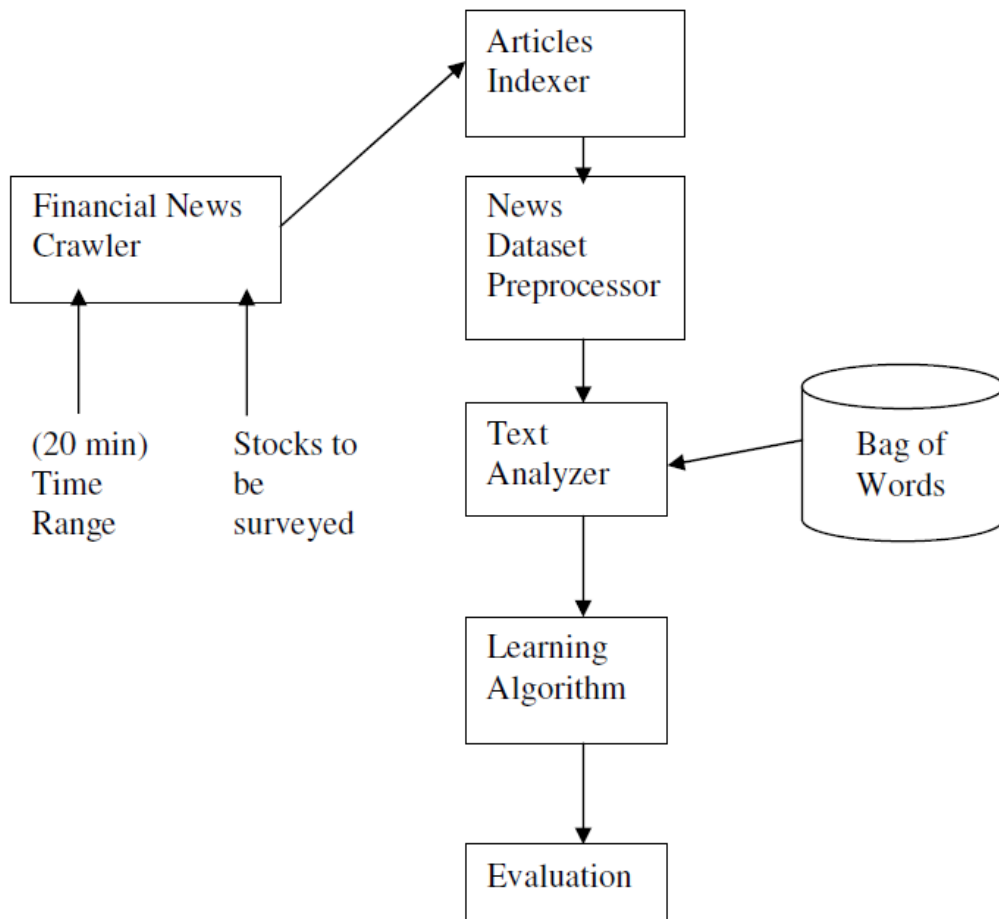 Articles
Indexer
Financial News
Crawler
News
Dataset
Preprocessor
(20 min)
Time
Range
Stocks to
be
surveyed
Text
Analyzer
Bag of
Words
Learning
Algorithm
Evaluation